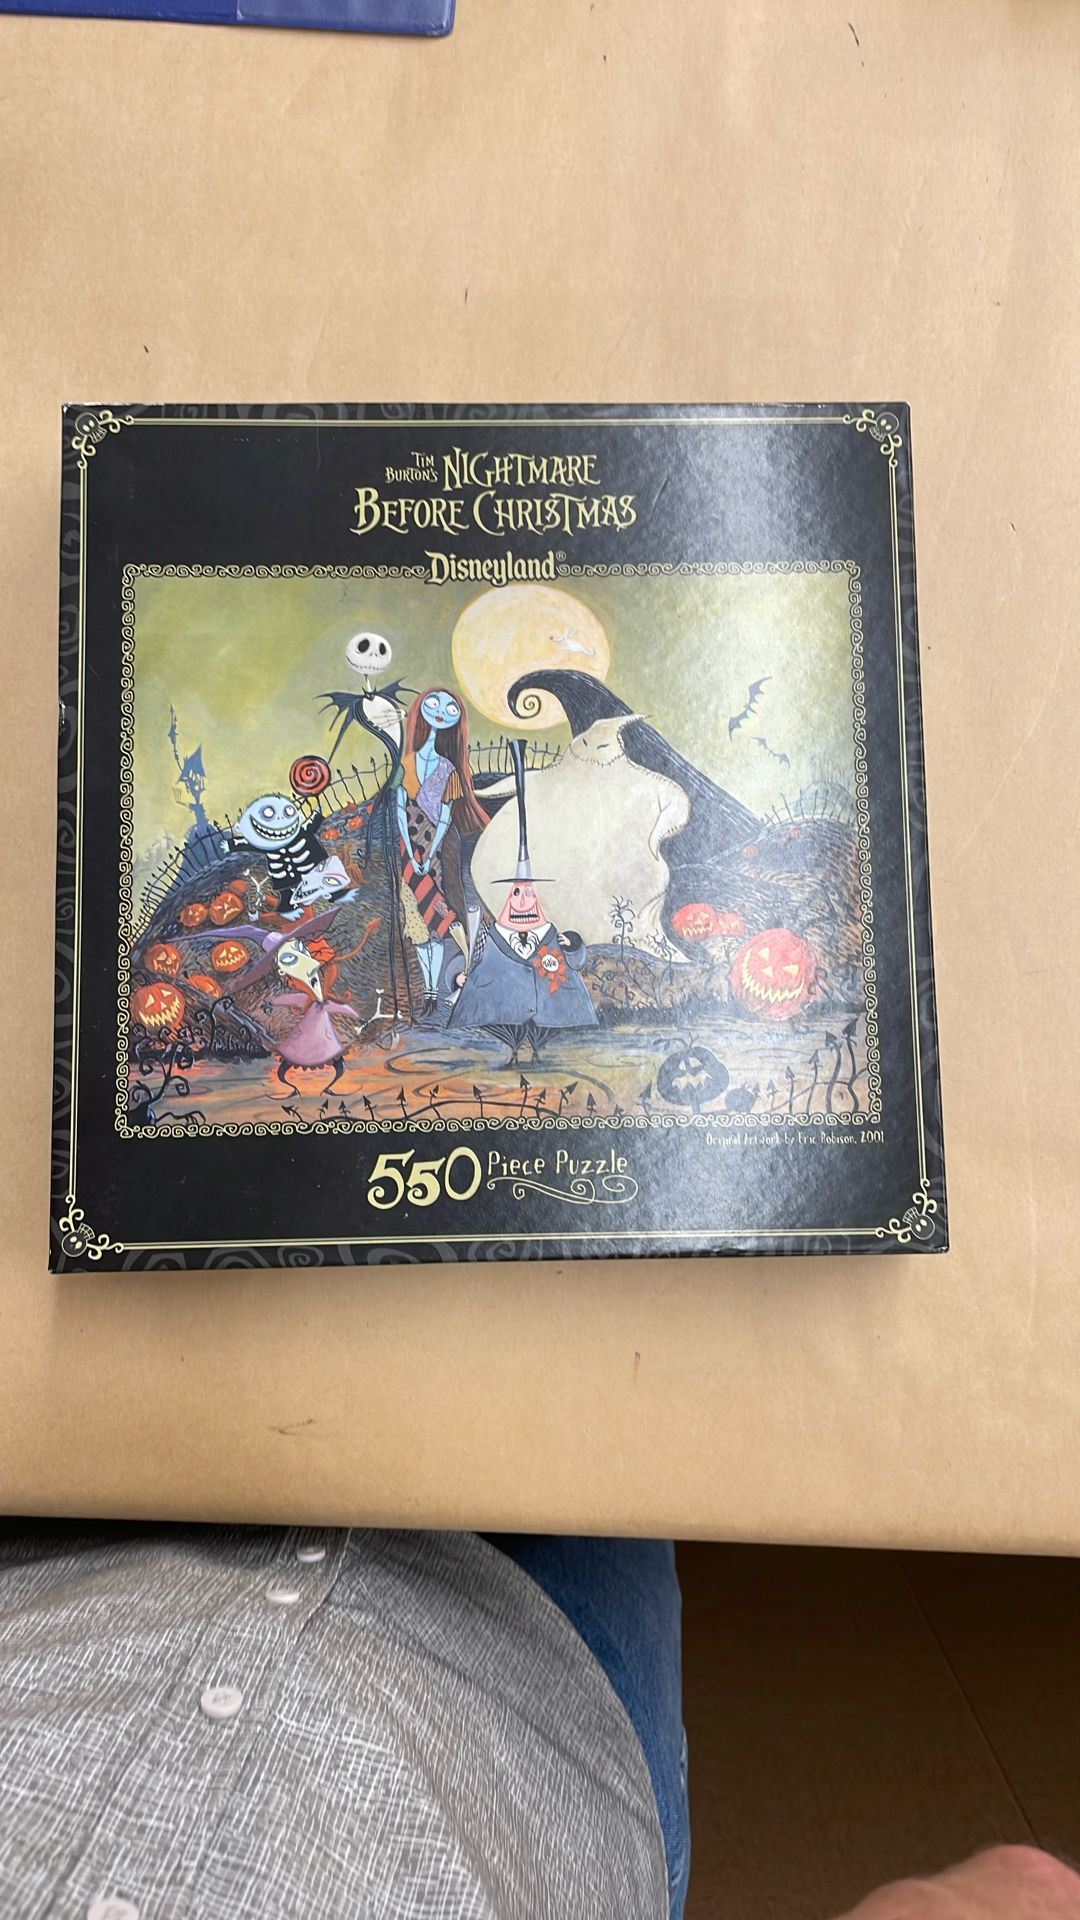 TIM BURTON'S NIGHTMARE
BEFORE CHRISTMAS
Disneyland®
Original Artwork by Eric Robison, 2001
550 Piece Puzzle